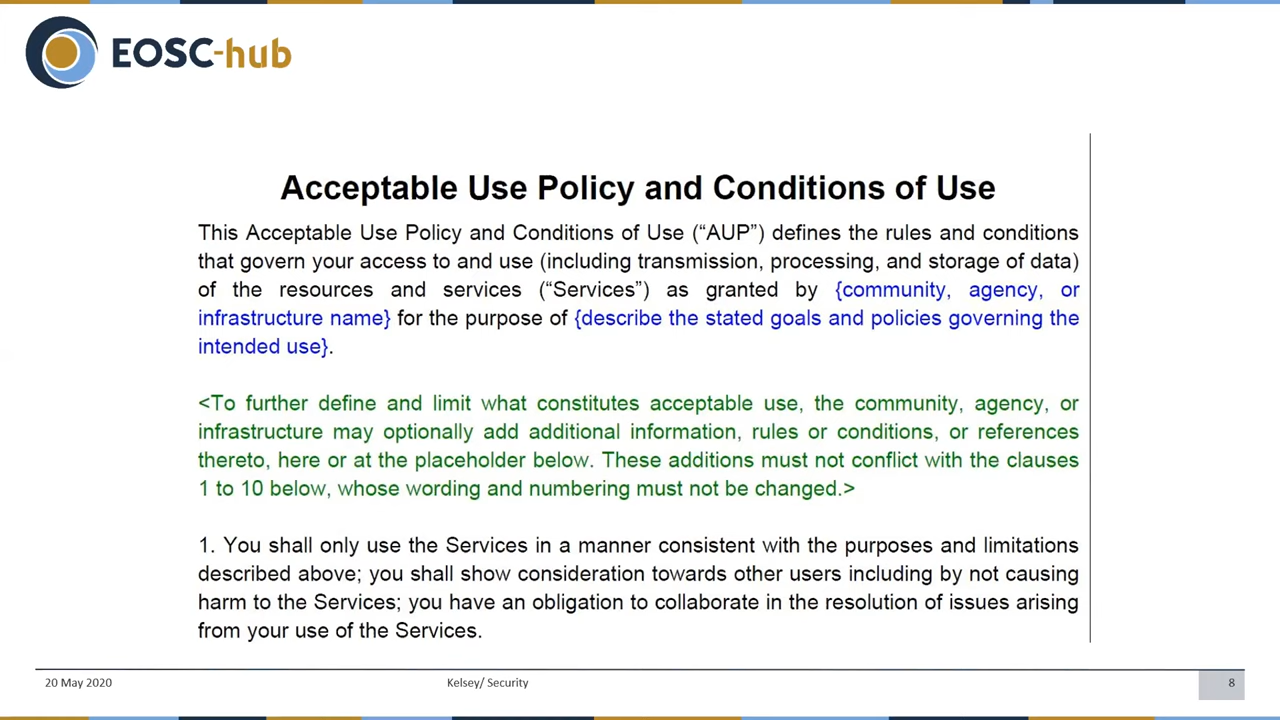 EOSC-hub
Acceptable Use Policy and Conditions of Use
This Acceptable Use Policy and Conditions of Use (“AUP”) defines the rules and conditions
that govern your access to and use (including transmission, processing, and storage of data)
of the resources and services (“Services”) as granted by {community, agency, or
infrastructure name} for the purpose of {describe the stated goals and policies governing the
intended use}.
<To further define and limit what constitutes acceptable use, the community, agency, or
infrastructure may optionally add additional information, rules or conditions, or references
thereto, here or at the placeholder below. These additions must not conflict with the clauses
1 to 10 below, whose wording and numbering must not be changed.>
1. You shall only use the Services in a manner consistent with the purposes and limitations
described above; you shall show consideration towards other users including by not causing
harm to the Services; you have an obligation to collaborate in the resolution of issues arising
from your use of the Services.
20 May 2020
Kelsey/ Security
8